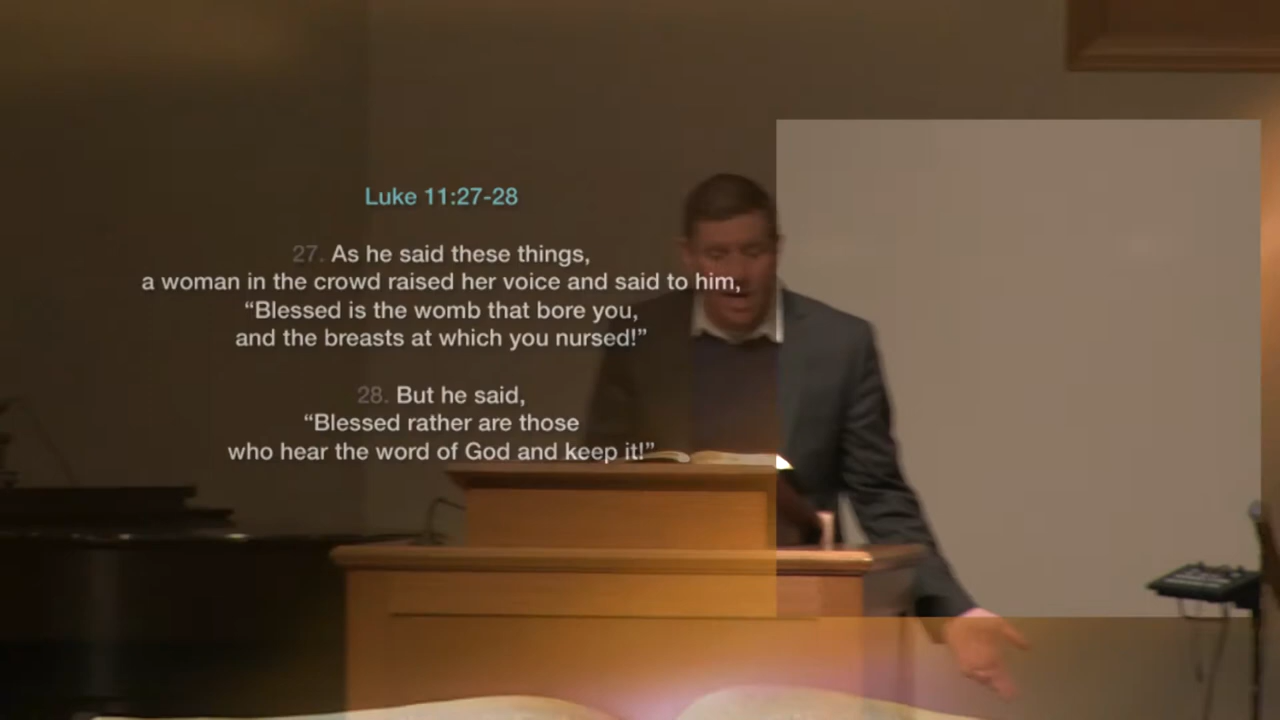 Luke 11:27-28
27. As he said these things,
a woman in the crowd raised her voice and said to him,
“Blessed is the womb that bore you,
and the breasts at which you nursed!”
28. But he said,
“Blessed rather are those
who hear the word of God and keep it!”